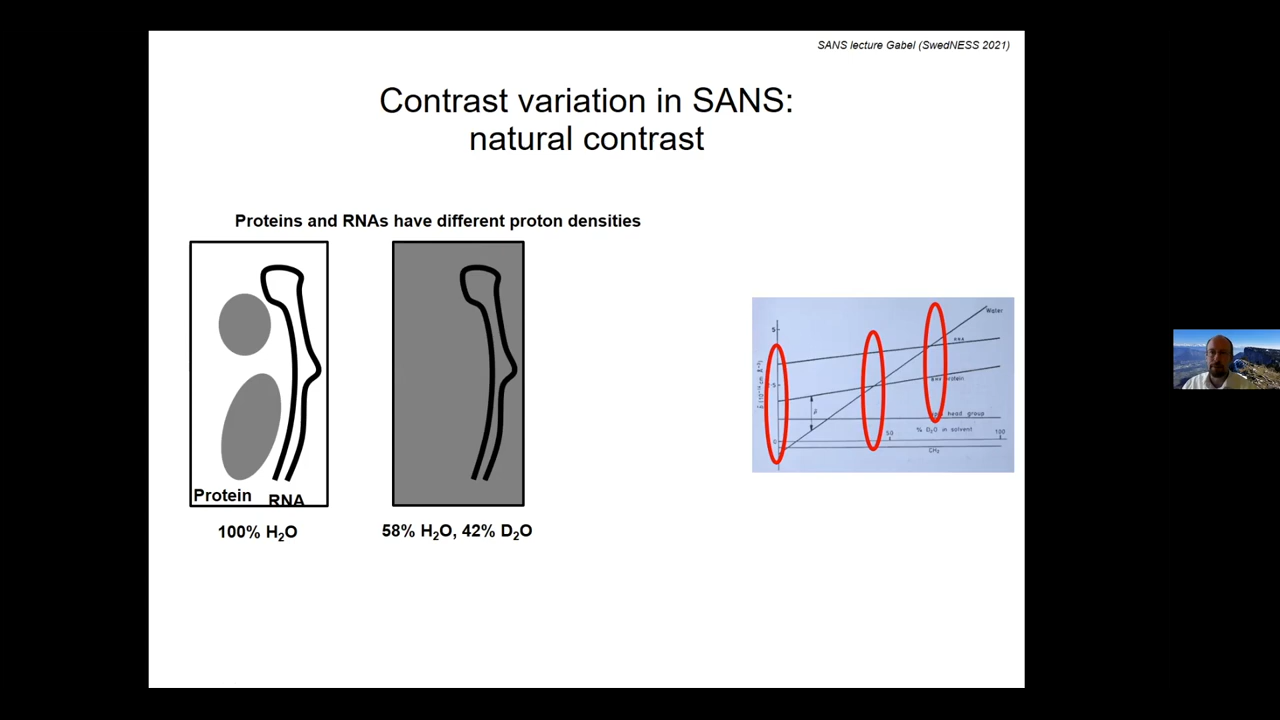 SANS lecture Gabel (SwedNESS 2021)
Contrast variation in SANS:
natural contrast
Proteins and RNAs have different proton densities
Protein
RNA
100% H₂O
58% H₂O, 42% D₂O
Water
RNA
head group
% D₂O in solvent
50
100
CH₂